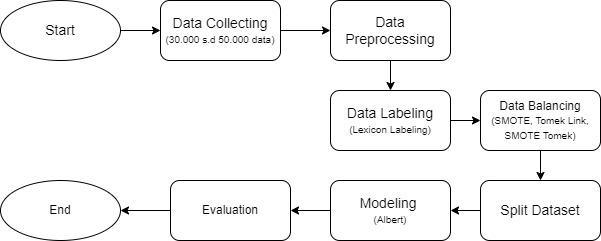 Start
Data Collecting
(30.000 s.d 50.000 data)
Data
Preprocessing
Data Labeling
(Lexicon Labeling)
Data Balancing
(SMOTE, Tomek Link,
SMOTE Tomek)
Split Dataset
Modeling
(Albert)
Evaluation
End